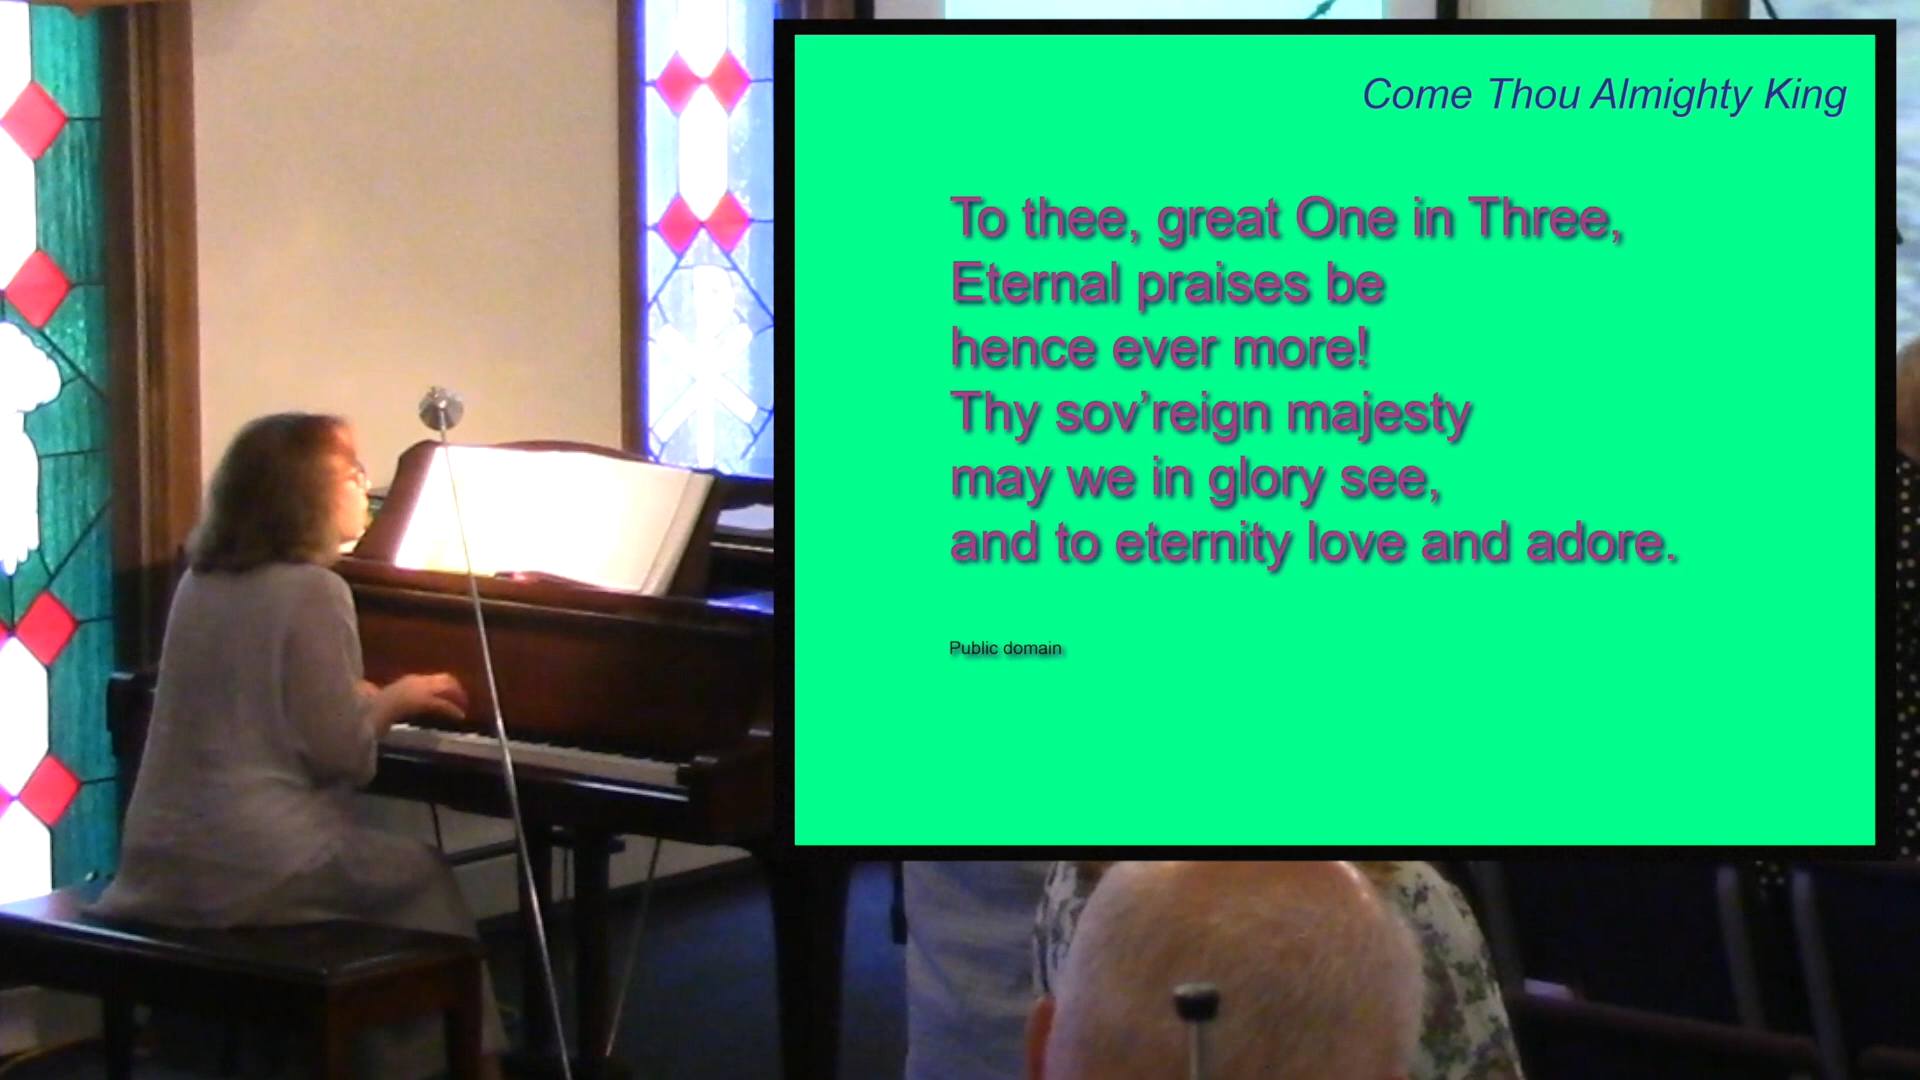 Come Thou Almighty King
To thee, great One in Three,
Eternal praises be
hence ever more!
Thy sov’reign majesty
may we in glory see,
and to eternity love and adore.
Public domain